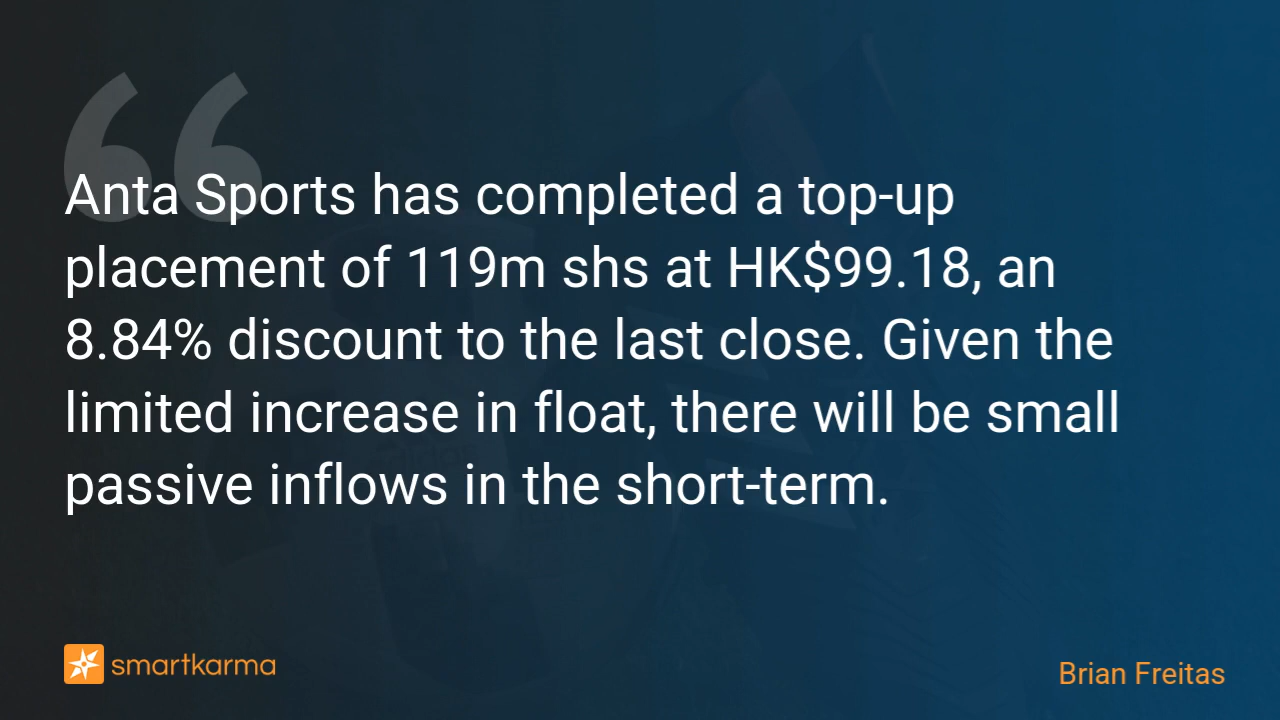 Anta Sports has completed a top-up
placement of 119m shs at HK$99.18, an
8.84% discount to the last close. Given the
limited increase in float, there will be small
passive inflows in the short-term.
smartkarma
Brian Freitas